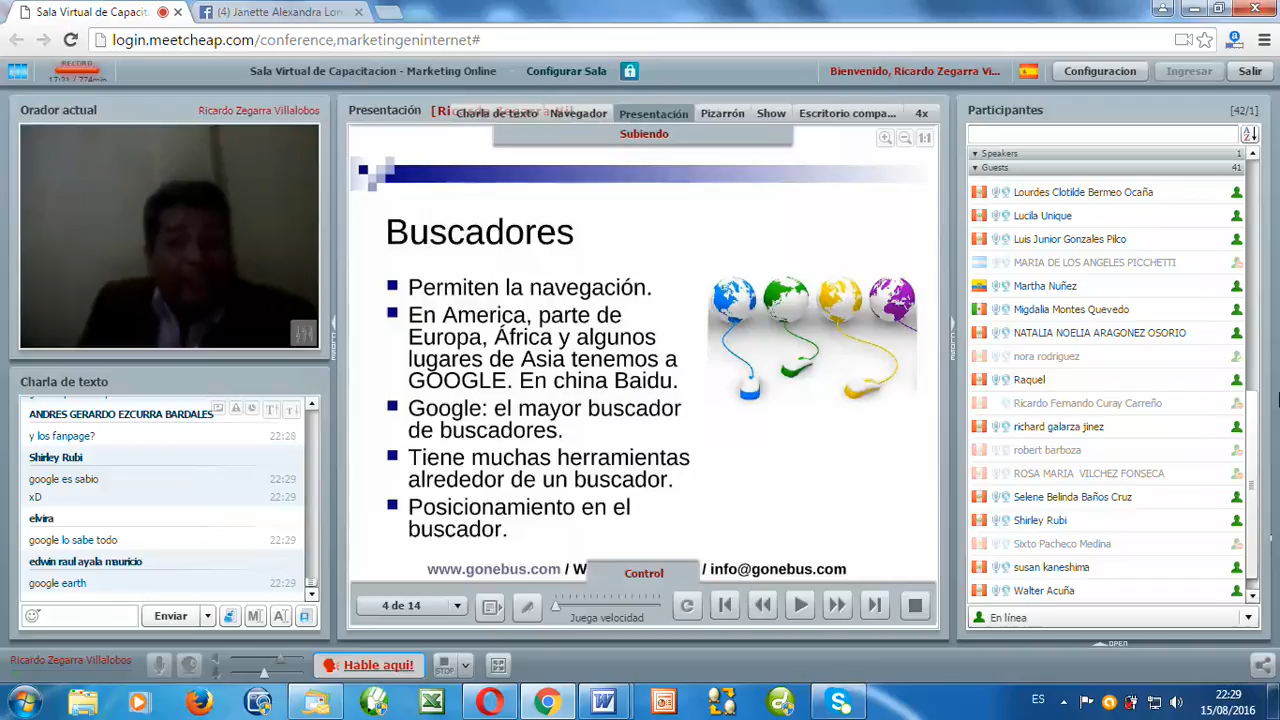 Sala Virtual de Capacit
(4) Janette Alexandra Lon
login.meetcheap.com/conference,marketingeninternet#
RECORD
Sala Virtual de Capacitacion - Marketing Online
Configurar Sala
Bienvenido, Ricardo Zegarra Vi...
Configuracion
Ingresar
Salir
Orador actual
Ricardo Zegarra Villalobos
Charla de texto
ANDRES GERARDO EZCURRA BARDALES
y los fanpage? 22:28
Shirley Rubi
google es sabio 22:29
xD 22:29
elvira
google lo sabe todo 22:29
edwin raul ayala mauricio
google earth 22:29
Enviar
Presentación
Charla de texto
Navegador
Presentación
Pizarrón
Show
Escritorio compa...
4x
Subiendo
1:1
Buscadores
Permiten la navegación.
En America, parte de
Europa, África y algunos
lugares de Asia tenemos a
GOOGLE. En china Baidu.
Google: el mayor buscador
de buscadores.
Tiene muchas herramientas
alrededor de un buscador.
Posicionamiento en el
buscador.
www.gonebus.com / W / info@gonebus.com
Control
4 de 14
Juega velocidad
Participantes
[42/1]
Speakers 1
Guests 41
Lourdes Clotilde Bermeo Ocaña
Lucila Unique
Luis Junior Gonzales Pilco
MARIA DE LOS ANGELES PICCHETTI
Martha Nuñez
Migdalia Montes Quevedo
NATALIA NOELIA ARAGONEZ OSORIO
nora rodriguez
Raquel
Ricardo Fernando Curay Carreño
richard galarza jinez
robert barboza
ROSA MARIA VILCHEZ FONSECA
Selene Belinda Baños Cruz
Shirley Rubi
Sixto Pacheco Medina
susan kaneshima
Walter Acuña
En línea
OPEN
Ricardo Zegarra Villalobos
Hable aqui!
STOP
ES
22:29
15/08/2016